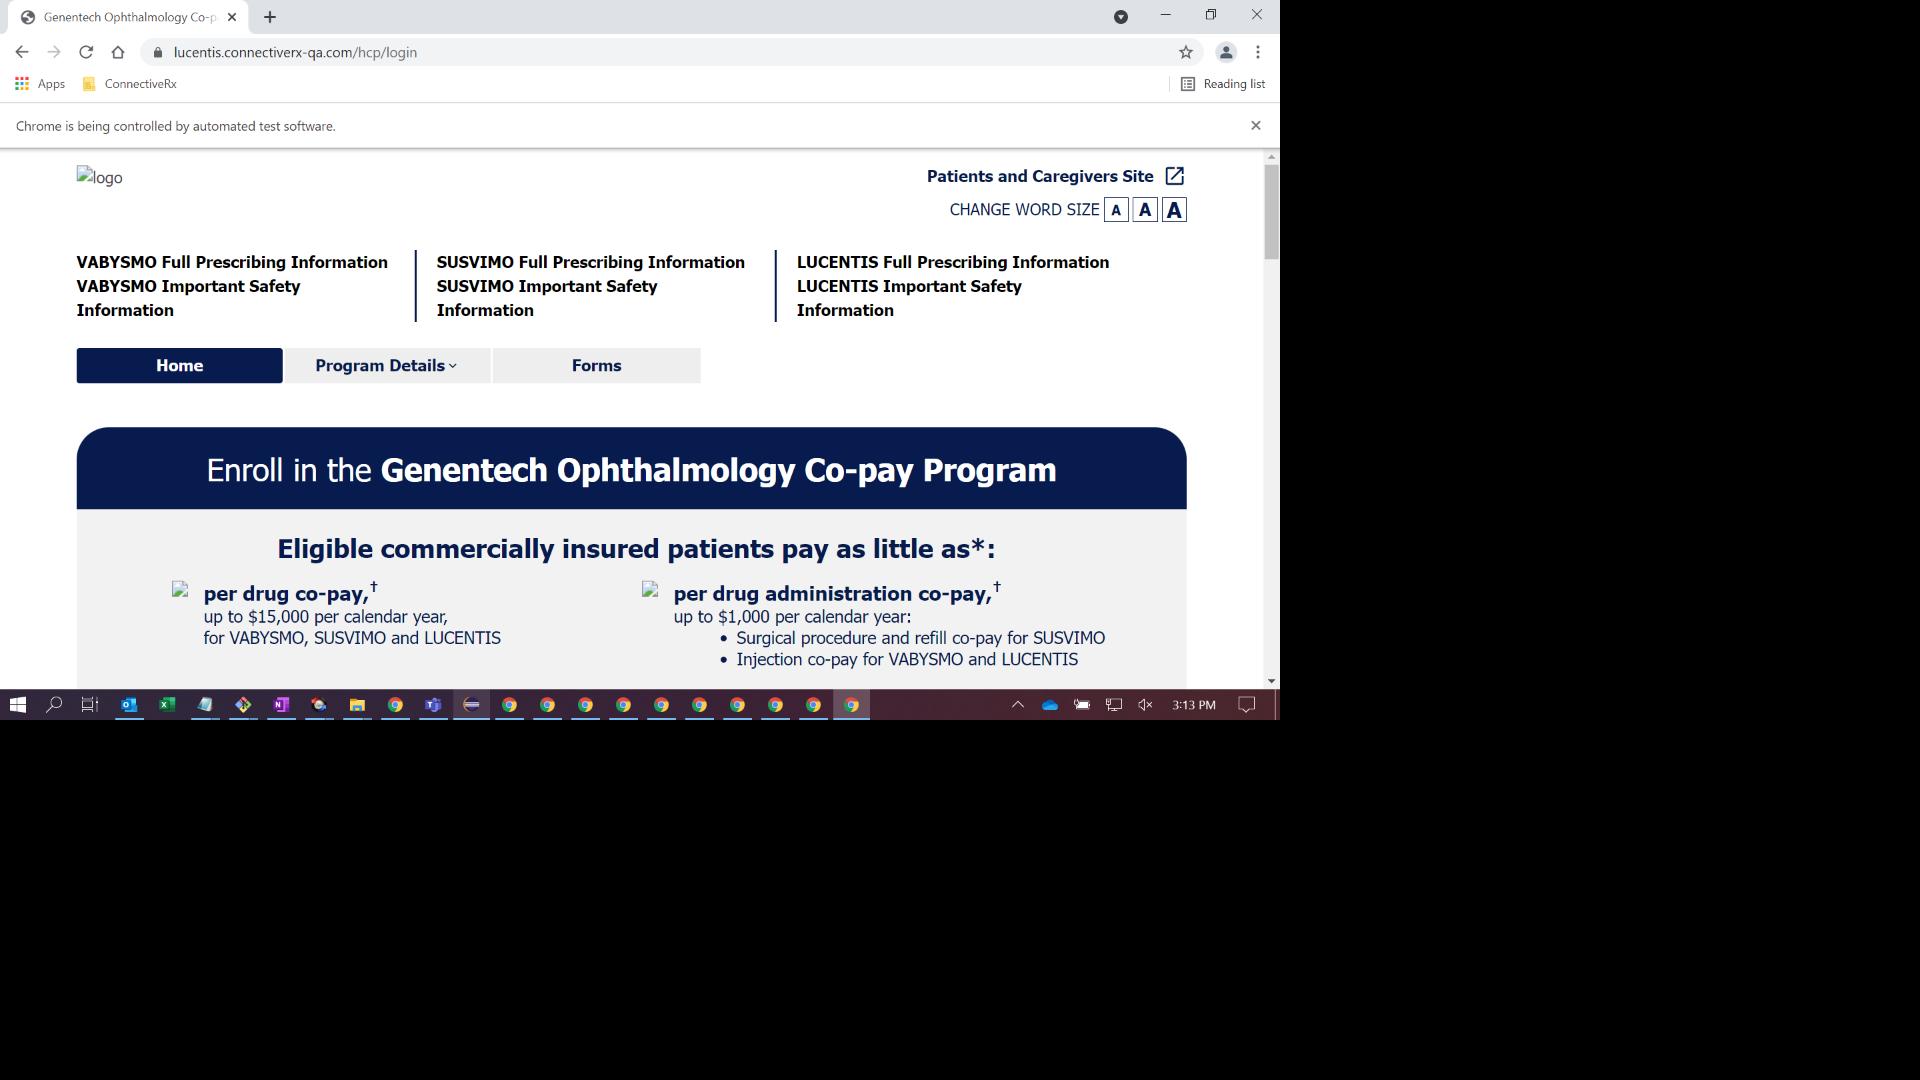 Genentech Ophthalmology Co-p
lucentis.connectiverx-qa.com/hcp/login
Apps
ConnectiveRx
Reading list
Chrome is being controlled by automated test software.
logo
Patients and Caregivers Site
CHANGE WORD SIZE A A A
VABYSMO Full Prescribing Information
VABYSMO Important Safety
Information
SUSVIMO Full Prescribing Information
SUSVIMO Important Safety
Information
LUCENTIS Full Prescribing Information
LUCENTIS Important Safety
Information
Home
Program Details
Forms
Enroll in the Genentech Ophthalmology Co-pay Program
Eligible commercially insured patients pay as little as*:
per drug co-pay,†
up to $15,000 per calendar year,
for VABYSMO, SUSVIMO and LUCENTIS
per drug administration co-pay,†
up to $1,000 per calendar year:
• Surgical procedure and refill co-pay for SUSVIMO
• Injection co-pay for VABYSMO and LUCENTIS
3:13 PM